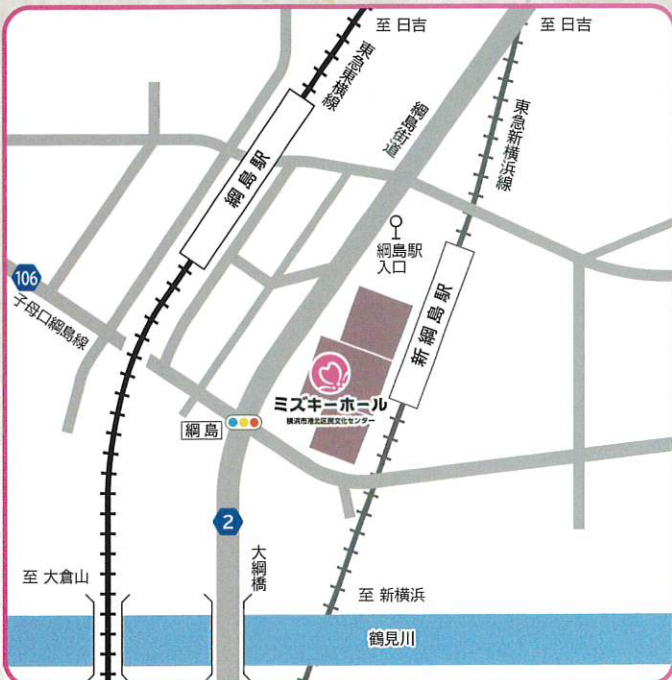 至 日吉
至 日吉
東急東横線
綱島街道
東急新横浜線
綱島駅
綱島駅
入口
106
子母口綱島線
新綱島駅
ミズキーホール
横浜市港北区民文化センター
綱島
2
大綱橋
至 大倉山
至 新横浜
鶴見川